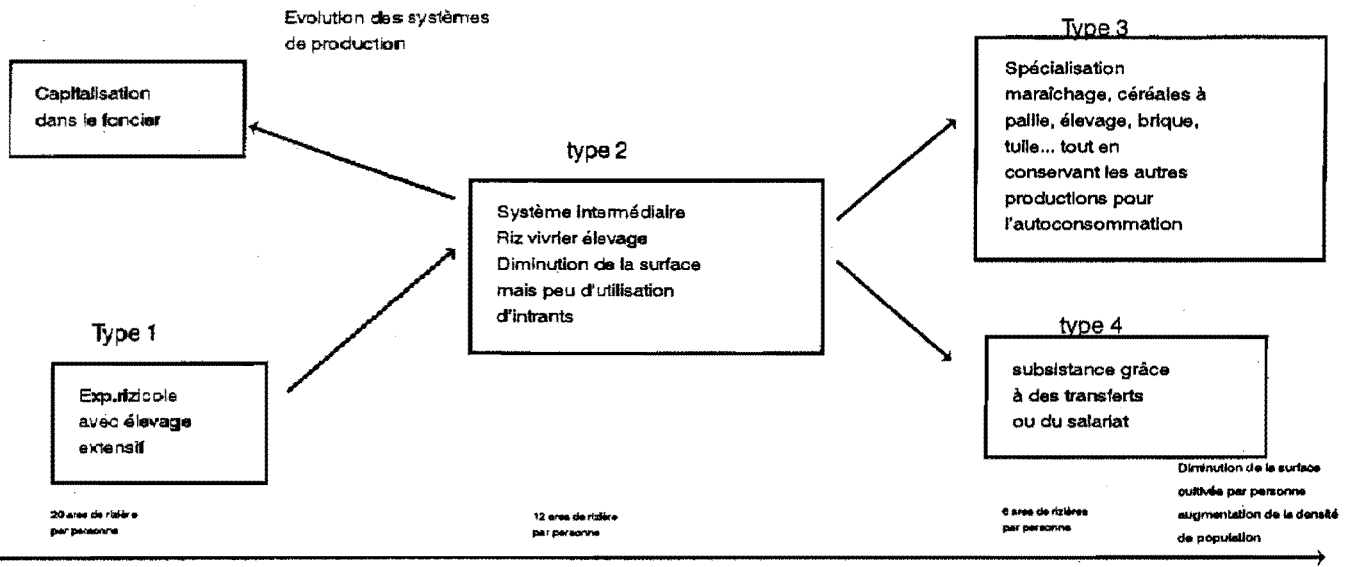 Evolution des systèmes
de production
Capitalisation
dans le foncier
Type 1
Exp.rizicole
avec élevage
extensif
type 2
Système intermédiaire
Riz vivrier élevage
Diminution de la surface
mais peu d'utilisation
d'intrants
Type 3
Spécialisation
maraîchage, céréales à
paille, élevage, brique,
tuile... tout en
conservant les autres
productions pour
l'autoconsommation
type 4
subsistance grâce
à des transferts
ou du salariat
20 ares de rizière
par personne
12 ares de rizière
par personne
6 ares de rizières
par personne
Diminution de la surface
cultivée par personne
augmentation de la densité
de population